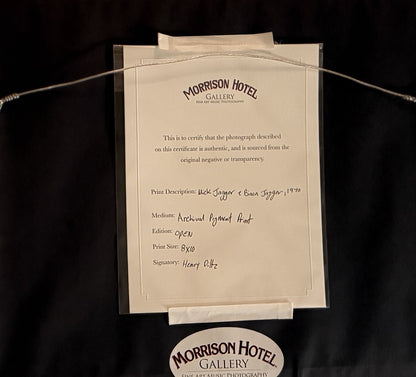 MORRISON HOTEL
GALLERY
FINE ART MUSIC PHOTOGRAPHY
This is to certify that the photograph described
on this certificate is authentic, and is sourced from the
original negative or transparency.
Print Description: Mick Jagger & Bianca Jagger, 1970
Medium: Archival Pigment Print
Edition: OPEN
Print Size: 8x10
Signatory: Henry Diltz
MORRISON HOTEL
GALLERY
FINE ART MUSIC PHOTOGRAPHY